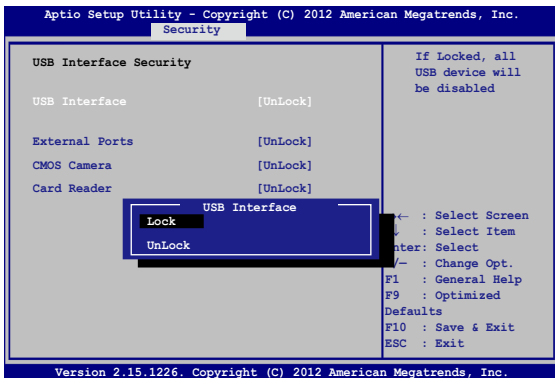 Aptio Setup Utility - Copyright (C) 2012 American Megatrends, Inc.
Security
USB Interface Security
USB Interface [UnLock]
External Ports [UnLock]
CMOS Camera [UnLock]
Card Reader [UnLock]
USB Interface
Lock
UnLock
If Locked, all
USB device will
be disabled
→← : Select Screen
↓ : Select Item
nter: Select
/— : Change Opt.
F1 : General Help
F9 : Optimized
Defaults
F10 : Save & Exit
ESC : Exit
Version 2.15.1226. Copyright (C) 2012 American Megatrends, Inc.